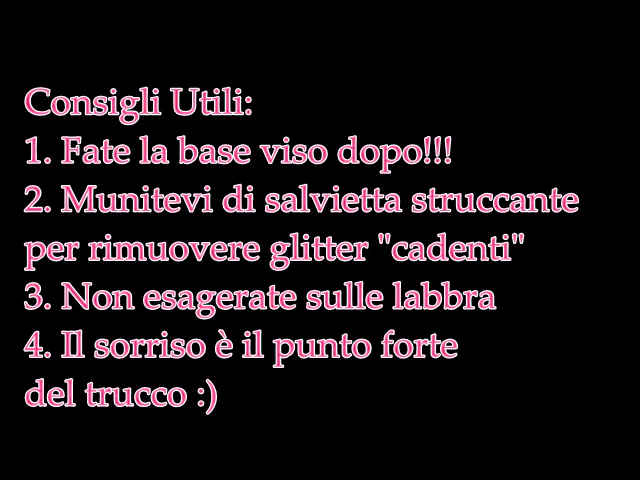 Consigli Utili:
1. Fate la base viso dopo!!!
2. Munitevi di salvietta struccante
per rimuovere glitter "cadenti"
3. Non esagerate sulle labbra
4. Il sorriso è il punto forte
del trucco :)